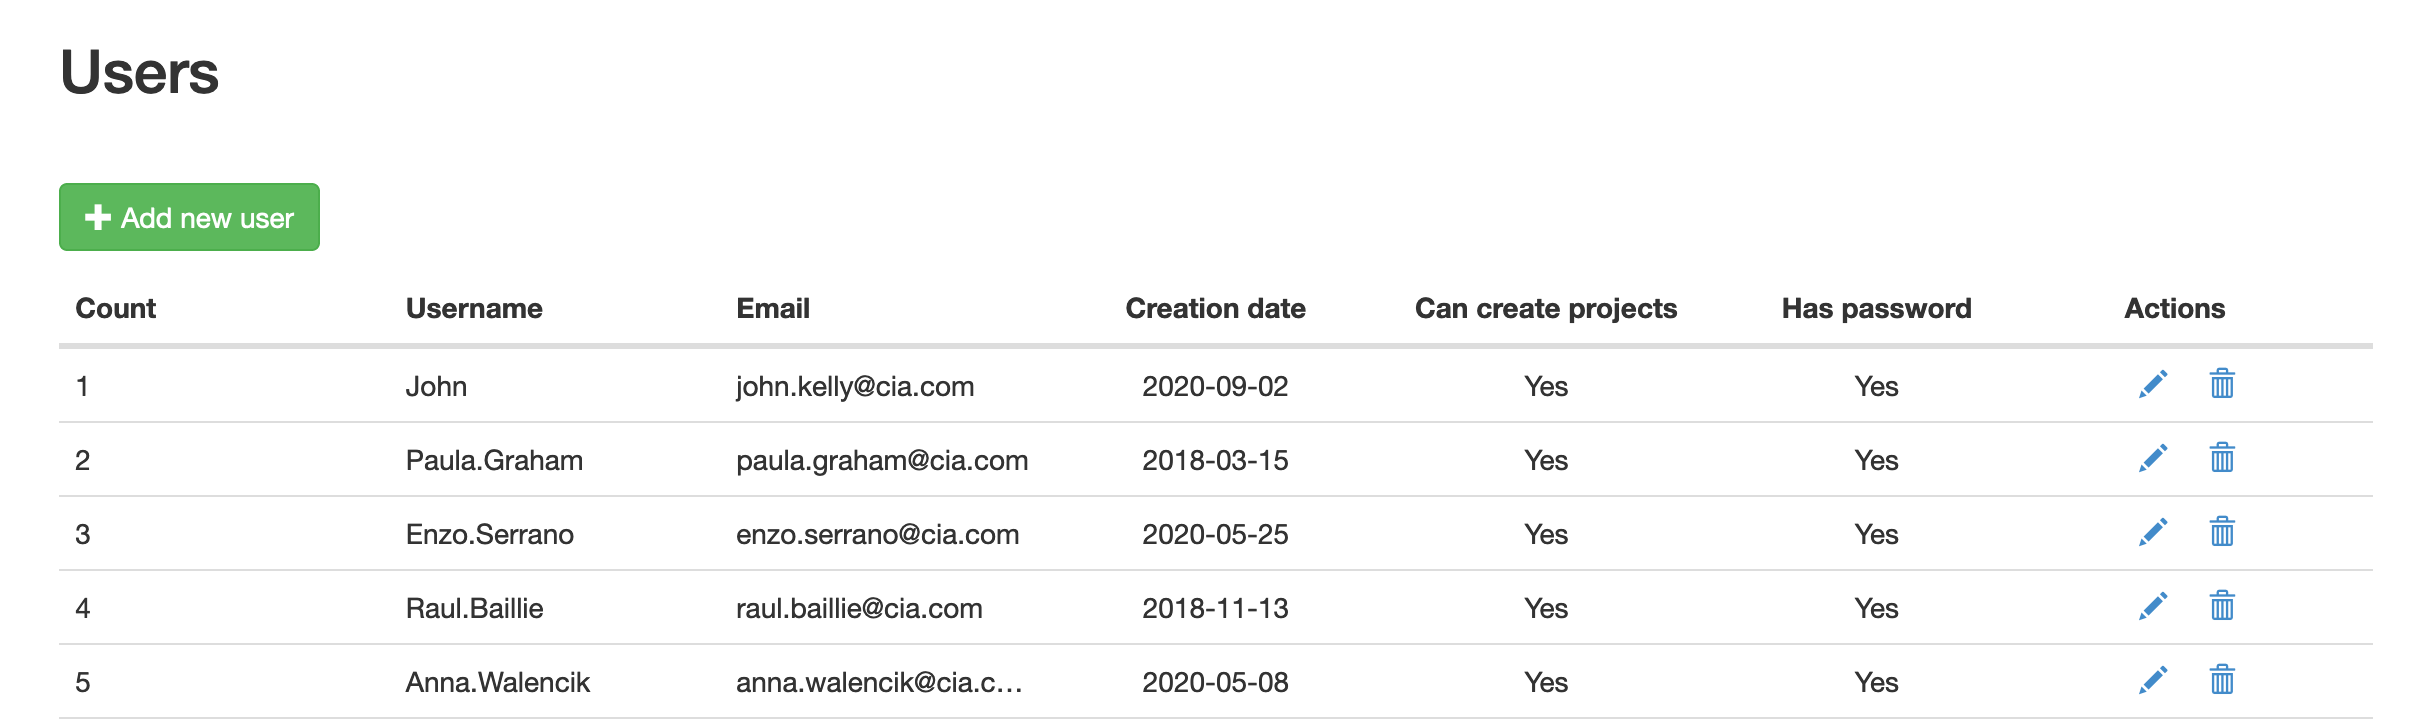 Users
Add new user
Count Username Email Creation date Can create projects Has password Actions
1 John john.kelly@cia.com 2020-09-02 Yes Yes
2 Paula.Graham paula.graham@cia.com 2018-03-15 Yes Yes
3 Enzo.Serrano enzo.serrano@cia.com 2020-05-25 Yes Yes
4 Raul.Baillie raul.baillie@cia.com 2018-11-13 Yes Yes
5 Anna.Walencik anna.walencik@cia.c… 2020-05-08 Yes Yes